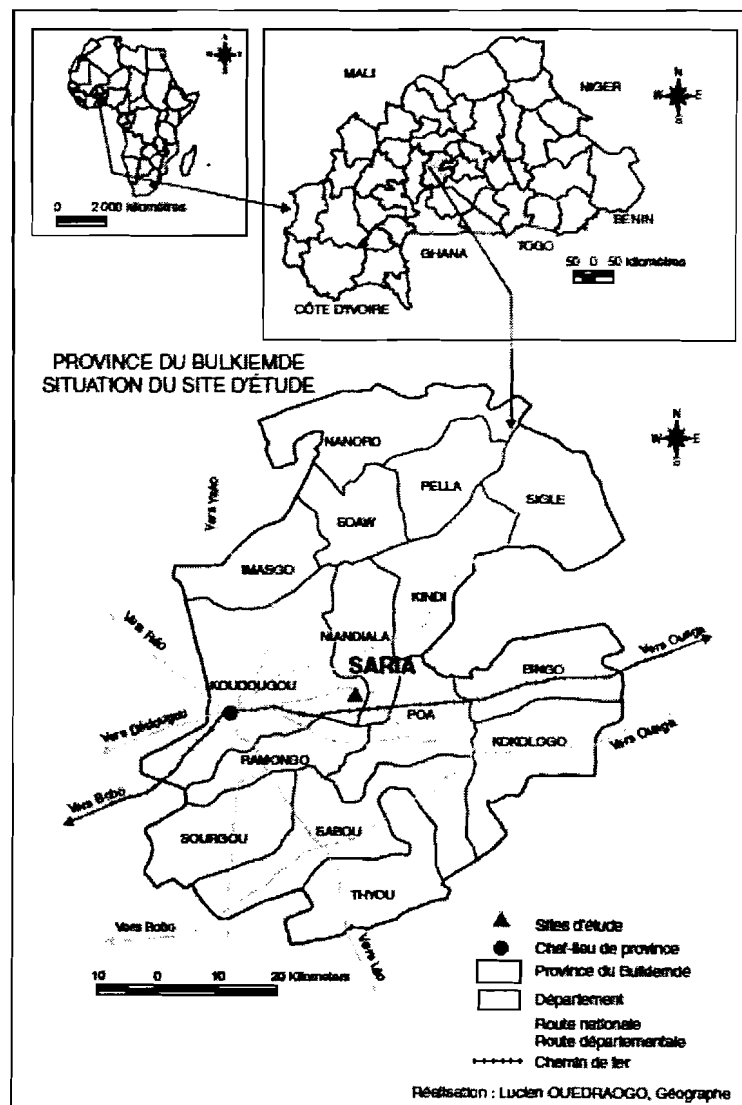 N
W E
S
0 2 000 kilomètres
MALI
NIGER
N
W E
S
BÉNIN
TOGO
GHANA
50 0 50 Kilomètres
CÔTE D'IVOIRE
PROVINCE DU BULKIEMDE
SITUATION DU SITE D'ÉTUDE
N
W E
S
NANORO
PELLA
SIGLE
SOAW
Vers Yako
IMASGO
KINDI
NIANDIALA
Vers Réo
SARIA
BINGO
Vers Ouaga
KOUDOUGOU
POA
Vers Dédougou
KOKOLOGO
Vers Ouaga
RAMONGO
Vers Bobo
SOURGOU
SABOU
THYOU
Vers Bobo
Vers Léo
10 0 10 20 Kilometers
Sites d'étude
Chef-lieu de province
Province du Bulkiemdé
Département
Route nationale
Route départementale
Chemin de fer
Réalisation : Lucien OUEDRAOGO, Géographe